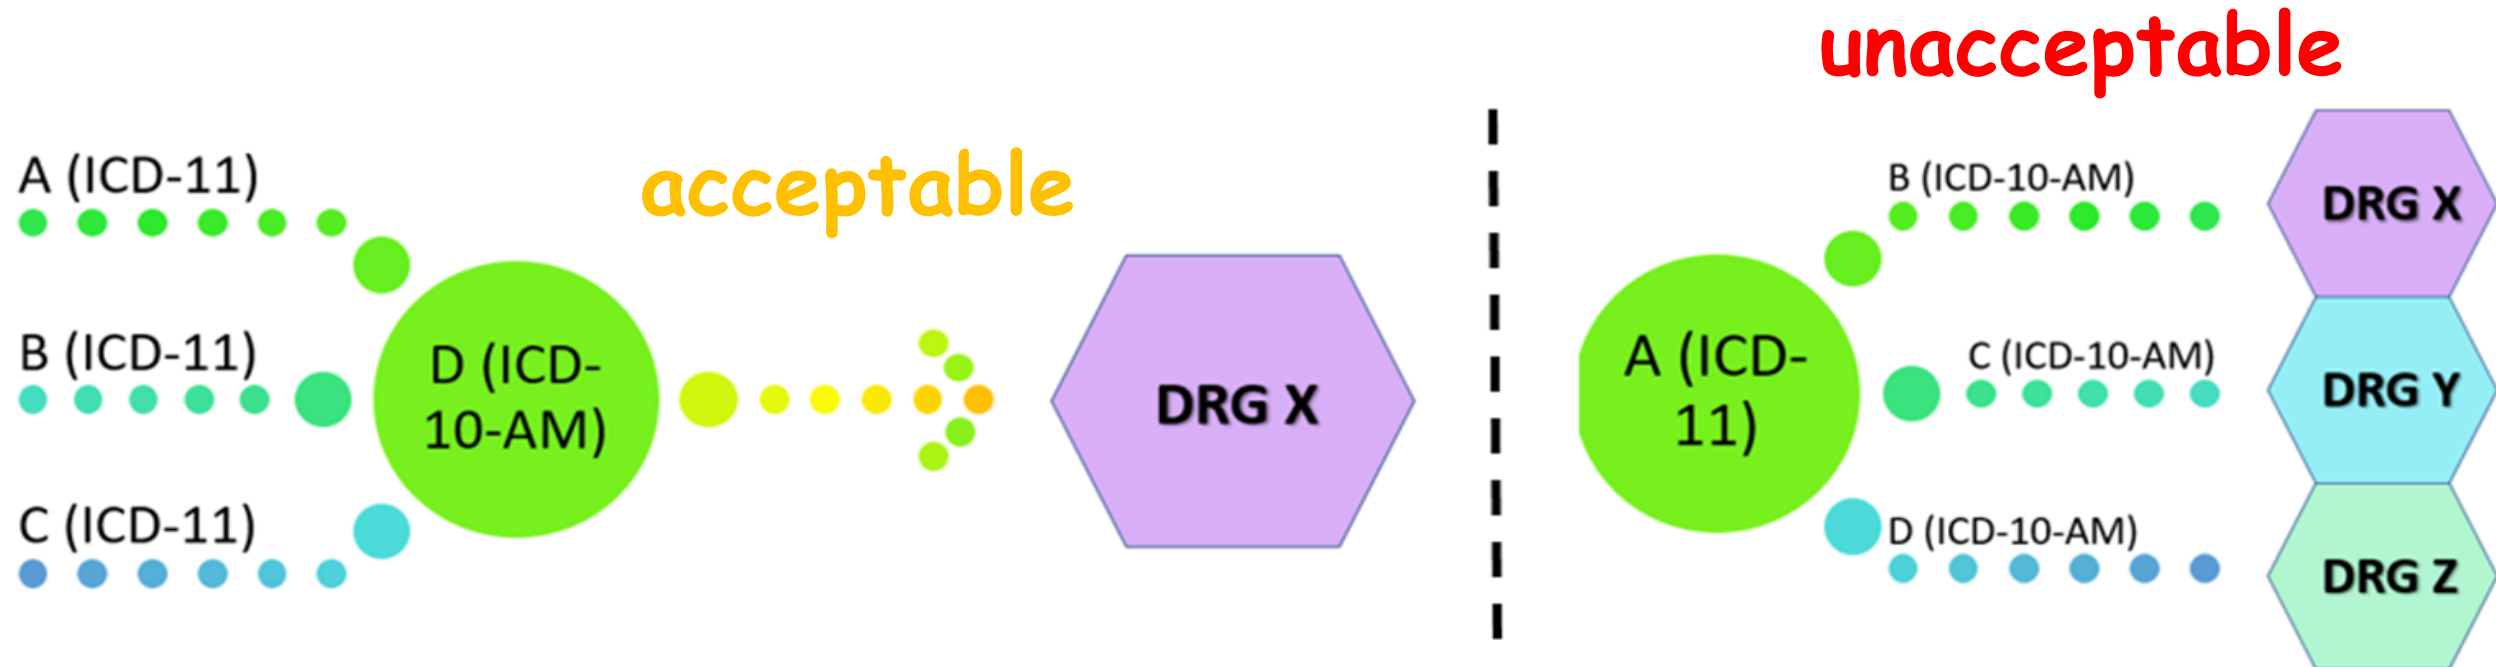 acceptable
A (ICD-11)
B (ICD-11)
C (ICD-11)
D (ICD-
10-AM)
DRG X
unacceptable
A (ICD-
11)
B (ICD-10-AM)
C (ICD-10-AM)
D (ICD-10-AM)
DRG X
DRG Y
DRG Z